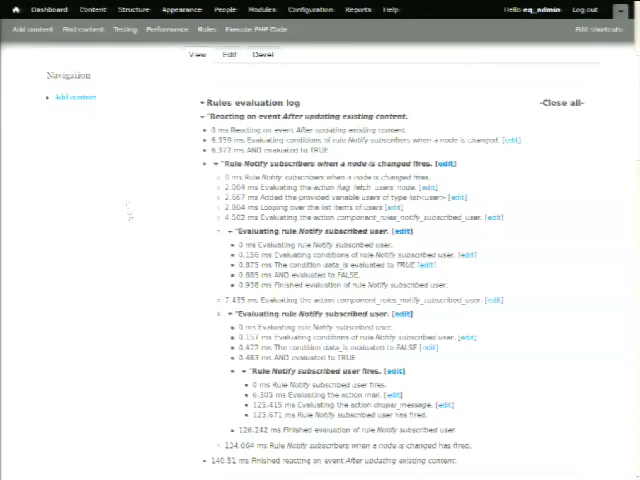 Dashboard Content Structure Appearance People Modules Configuration Reports Help Hello eq_admin Log out
Add content Find content Testing Performance Rules Execute PHP Code Edit shortcuts
View Edit Devel
Navigation
Add content
Rules evaluation log -Close all-
"Reacting on event After updating existing content.
0 ms Reacting on event After updating existing content.
6.359 ms Evaluating conditions of rule Notify subscribers when a node is changed. [edit]
6.372 ms AND evaluated to TRUE
"Rule Notify subscribers when a node is changed fires. [edit]
0 ms Rule Notify subscribers when a node is changed fires.
2.004 ms Evaluating the action flag_fetch_users_node. [edit]
2.667 ms Added the provided variable users of type list<user> [edit]
2.804 ms Looping over the list items of users [edit]
4.502 ms Evaluating the action component_rules_notify_subscribed_user. [edit]
"Evaluating rule Notify subscribed user. [edit]
0 ms Evaluating rule Notify subscribed user.
0.136 ms Evaluating conditions of rule Notify subscribed user. [edit]
0.875 ms The condition data_is evaluated to TRUE [edit]
0.885 ms AND evaluated to FALSE.
0.936 ms Finished evaluation of rule Notify subscribed user.
7.435 ms Evaluating the action component_rules_notify_subscribed_user. [edit]
"Evaluating rule Notify subscribed user. [edit]
0 ms Evaluating rule Notify subscribed user.
0.157 ms Evaluating conditions of rule Notify subscribed user. [edit]
0.472 ms The condition data_is evaluated to FALSE [edit]
0.483 ms AND evaluated to TRUE
"Rule Notify subscribed user fires. [edit]
0 ms Rule Notify subscribed user fires.
6.305 ms Evaluating the action mail. [edit]
125.415 ms Evaluating the action drupal_message. [edit]
125.671 ms Rule Notify subscribed user has fired.
126.242 ms Finished evaluation of rule Notify subscribed user.
134.064 ms Rule Notify subscribers when a node is changed has fired.
140.51 ms Finished reacting on event After updating existing content.